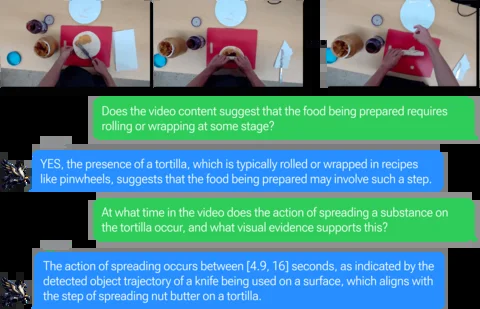 Does the video content suggest that the food being prepared requires
rolling or wrapping at some stage?
YES, the presence of a tortilla, which is typically rolled or wrapped in recipes
like pinwheels, suggests that the food being prepared may involve such a step.
At what time in the video does the action of spreading a substance on
the tortilla occur, and what visual evidence supports this?
The action of spreading occurs between [4.9, 16] seconds, as indicated by the
detected object trajectory of a knife being used on a surface, which aligns with
the step of spreading nut butter on a tortilla.